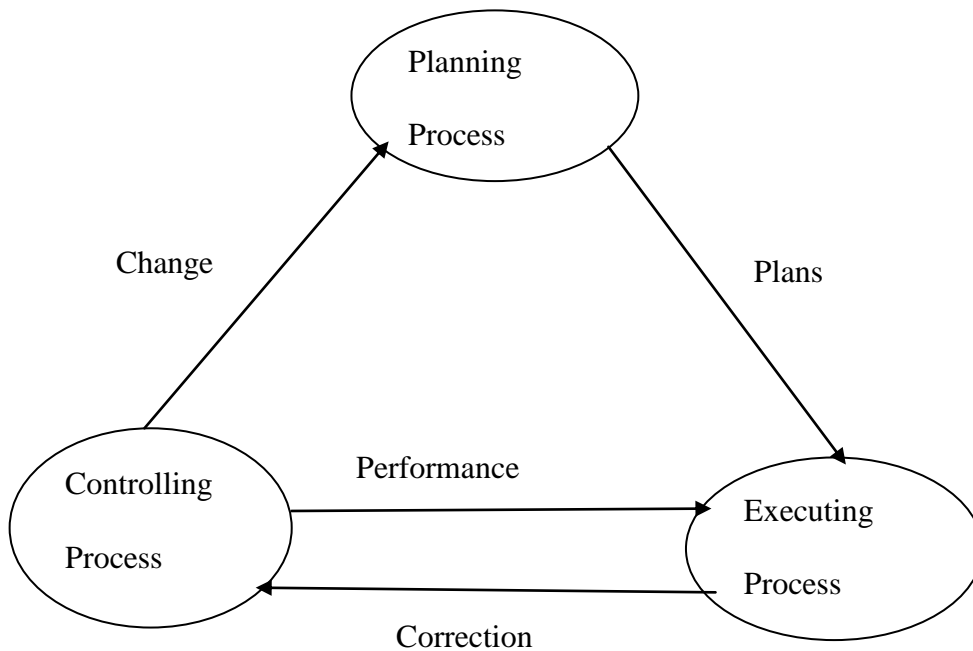 Planning
Process
Change
Plans
Controlling
Process
Performance
Executing
Process
Correction